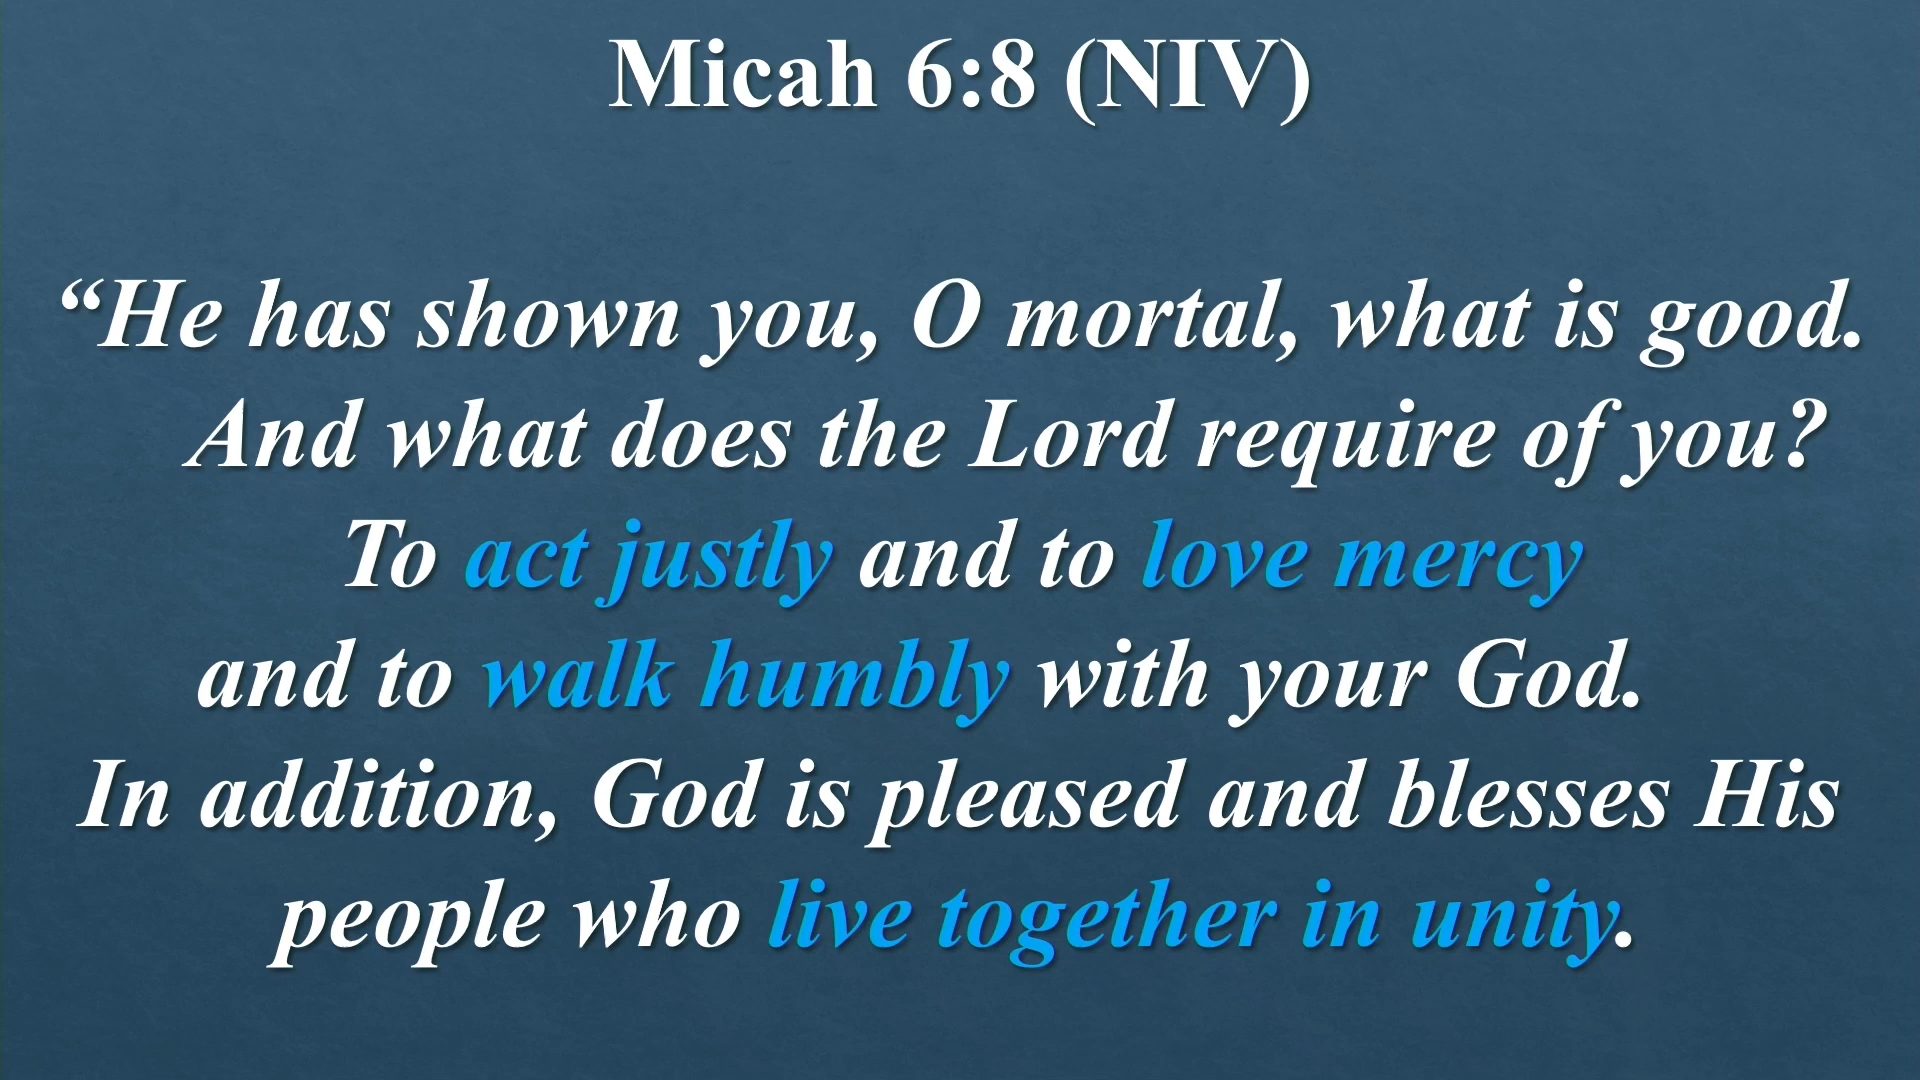 Micah 6:8 (NIV)
“He has shown you, O mortal, what is good.
And what does the Lord require of you?
To act justly and to love mercy
and to walk humbly with your God.
In addition, God is pleased and blesses His
people who live together in unity.